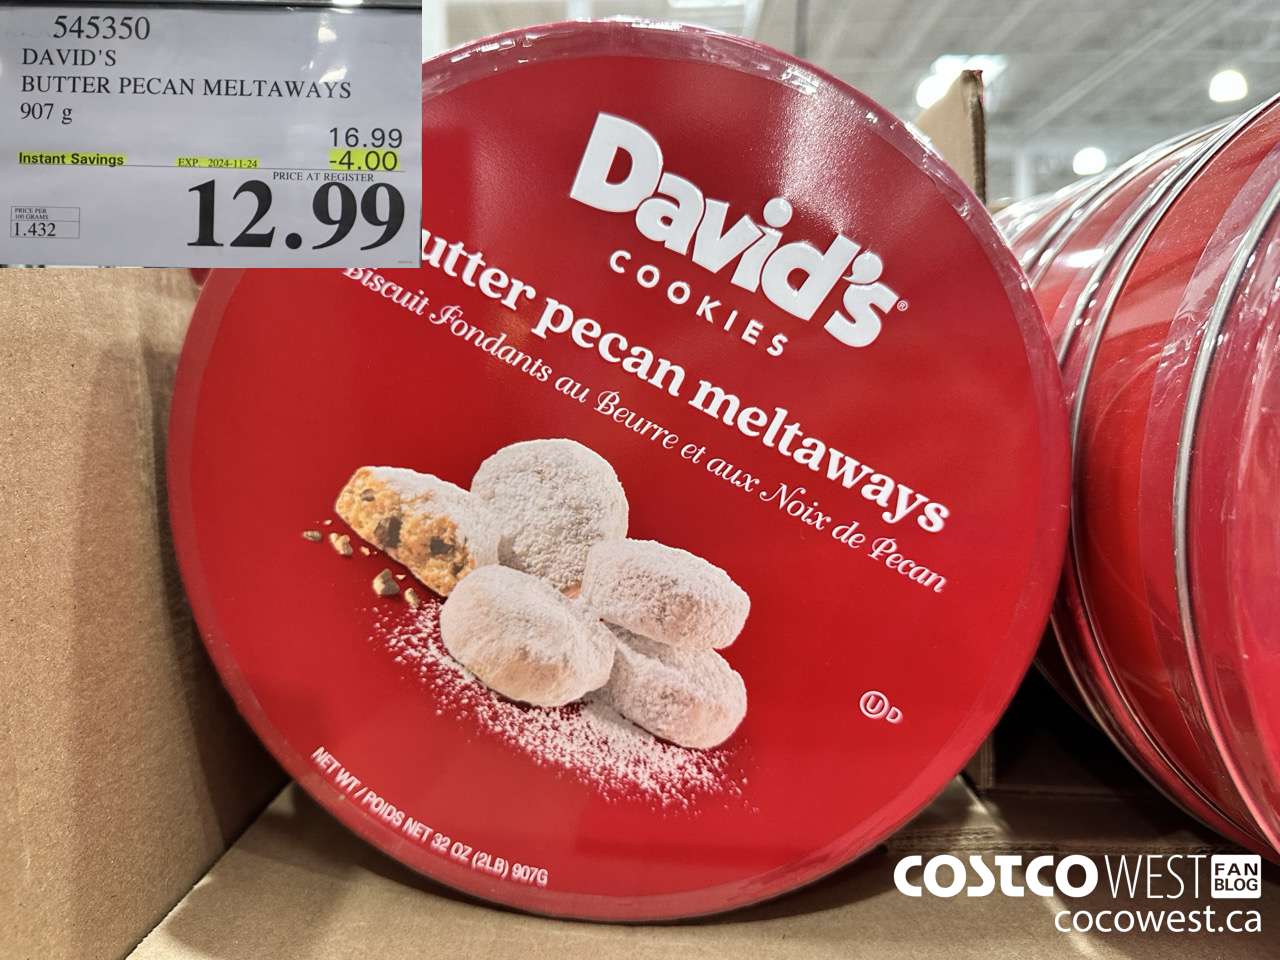 545350
DAVID'S
BUTTER PECAN MELTAWAYS
907 g
16.99
Instant Savings EXP. 2024-11-24 -4.00
PRICE AT REGISTER
12.99
PRICE PER
100 GRAMS
1.432
David's®
COOKIES
utter pecan meltaways
Biscuit Fondants au Beurre et aux Noix de Pecan
U D
NET WT / POIDS NET 32 OZ (2LB) 907G
COSTCO WEST FAN BLOG
cocowest.ca